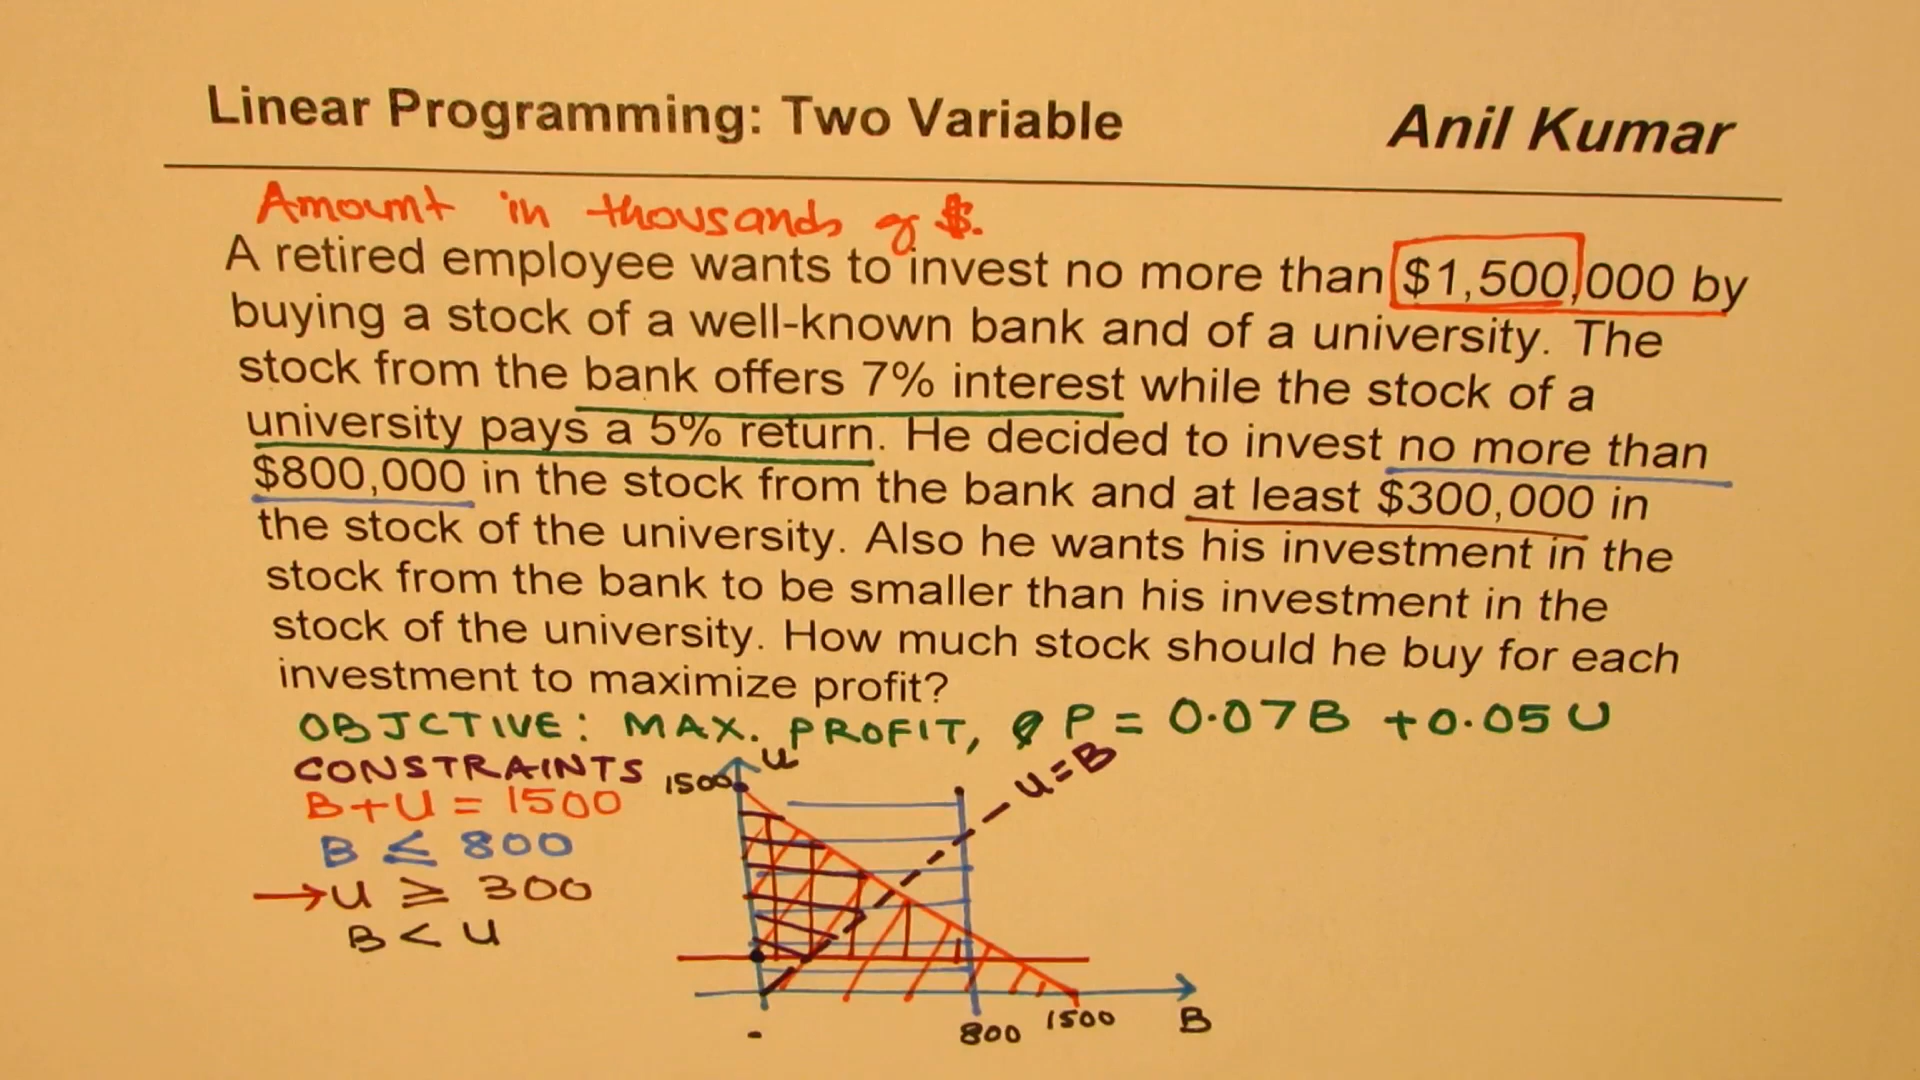 Linear Programming: Two Variable Anil Kumar
Amount in thousands of $.
A retired employee wants to invest no more than $1,500,000 by
buying a stock of a well-known bank and of a university. The
stock from the bank offers 7% interest while the stock of a
university pays a 5% return. He decided to invest no more than
$800,000 in the stock from the bank and at least $300,000 in
the stock of the university. Also he wants his investment in the
stock from the bank to be smaller than his investment in the
stock of the university. How much stock should he buy for each
investment to maximize profit?
OBJCTIVE: MAX. PROFIT, P = 0.07B + 0.05U
CONSTRAINTS
B+U = 1500
B ≤ 800
→U ≥ 300
B < U
1500 U
U=B
800 1500 B